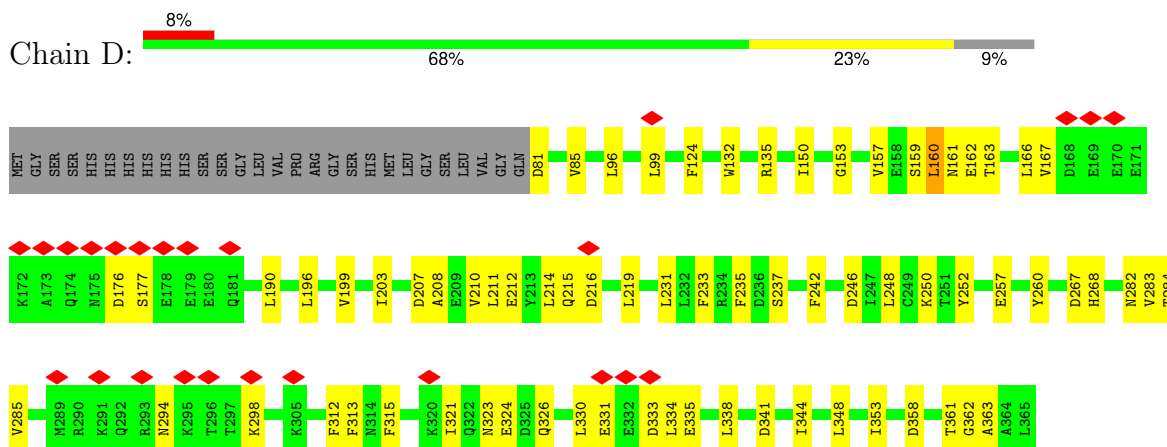 8%
Chain D:
68% 23% 9%
MET GLY SER SER HIS HIS HIS HIS HIS HIS SER SER GLY LEU VAL PRO ARG GLY SER HIS MET LEU GLY SER LEU VAL GLY GLN D81 V85 L96 L99 F124 W132 R135 I150 G153 V157 E158 S159 L160 N161 E162 T163 L166 V167 D168 E169 E170 E171
K172 A173 Q174 N175 D176 S177 E178 E179 E180 Q181 L190 L196 V199 I203 D207 A208 E209 V210 L211 E212 Y213 L214 Q215 D216 L219 L231 L232 F233 R234 F235 D236 S237 F242 D246 I247 L248 C249 K250 T251 Y252 E257 Y260 D267 H268 N282 V283
V285 M289 R290 K291 Q292 R293 N294 K295 T296 T297 K298 K305 F312 F313 N314 F315 K320 I321 Q322 N323 E324 D325 Q326 L330 E331 E332 D333 L334 E335 L338 D341 I344 L348 I353 D358 T361 G362 A363 A364 L365